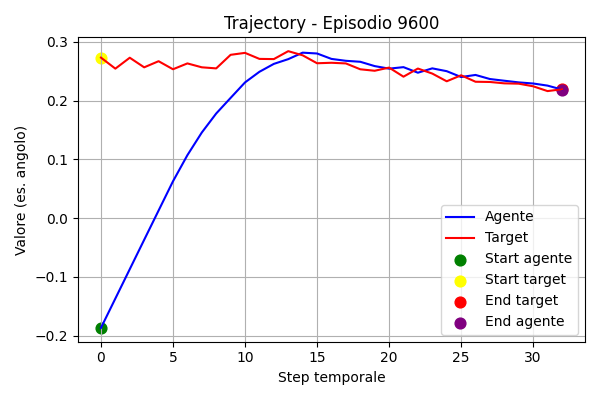 Trajectory - Episodio 9600
Valore (es. angolo)
0.3
0.2
0.1
0.0
−0.1
−0.2
0 5 10 15 20 25 30
Step temporale
Agente
Target
Start agente
Start target
End target
End agente